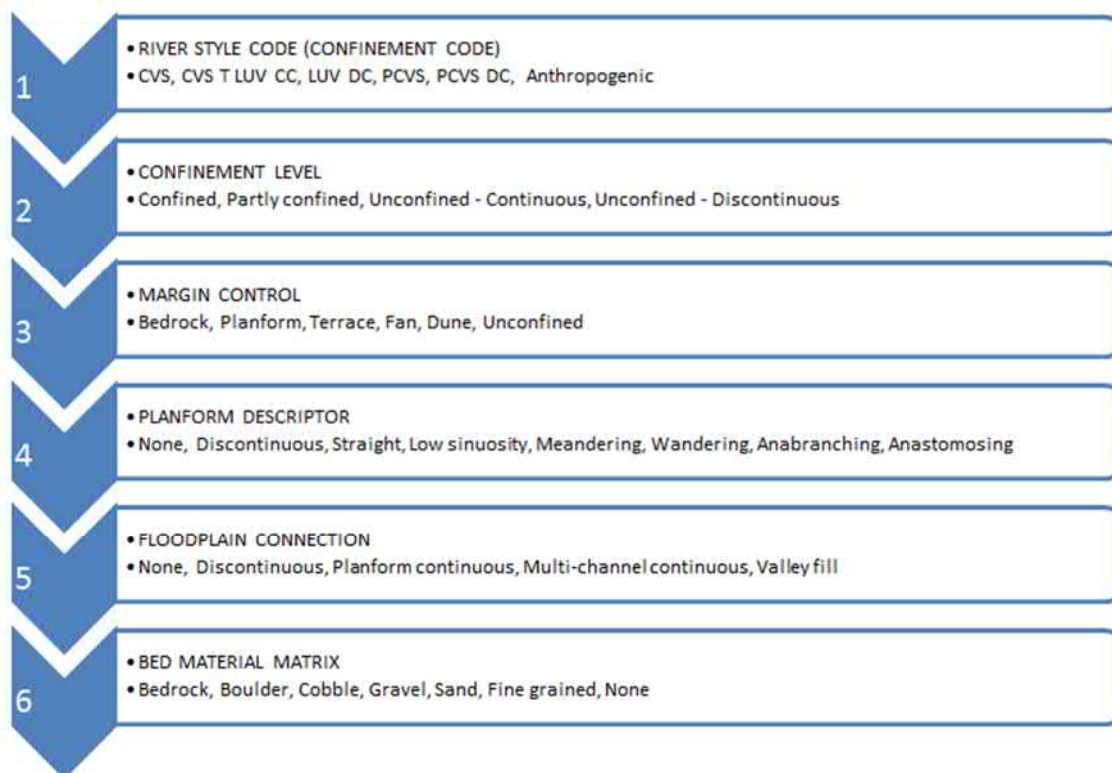 1
• RIVER STYLE CODE (CONFINEMENT CODE)
• CVS, CVS T LUV CC, LUV DC, PCVS, PCVS DC, Anthropogenic
2
• CONFINEMENT LEVEL
• Confined, Partly confined, Unconfined - Continuous, Unconfined - Discontinuous
3
• MARGIN CONTROL
• Bedrock, Planform, Terrace, Fan, Dune, Unconfined
4
• PLANFORM DESCRIPTOR
• None, Discontinuous, Straight, Low sinuosity, Meandering, Wandering, Anabranching, Anastomosing
5
• FLOODPLAIN CONNECTION
• None, Discontinuous, Planform continuous, Multi-channel continuous, Valley fill
6
• BED MATERIAL MATRIX
• Bedrock, Boulder, Cobble, Gravel, Sand, Fine grained, None